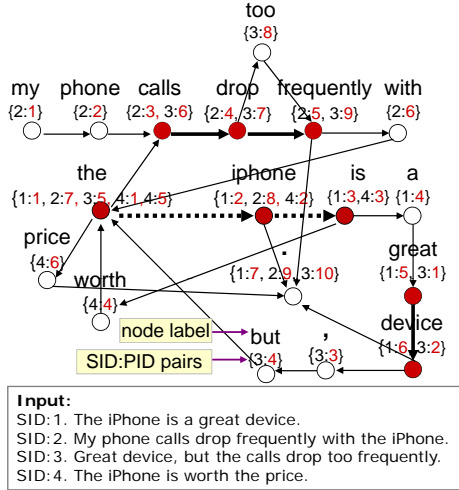 too
{3:8}
my phone calls drop frequently with
{2:1} {2:2} {2:3, 3:6} {2:4, 3:7} {2:5, 3:9} {2:6}
the iphone is a
{1:1, 2:7, 3:5, 4:1, 4:5} {1:2, 2:8, 4:2} {1:3,4:3} {1:4}
price . great
{4:6} {1:7, 2:9, 3:10} {1:5, 3:1}
worth
{4:4}
node label but , device
SID:PID pairs {3:4} {3:3} {1:6, 3:2}
Input:
SID:1. The iPhone is a great device.
SID:2. My phone calls drop frequently with the iPhone.
SID:3. Great device, but the calls drop too frequently.
SID:4. The iPhone is worth the price.